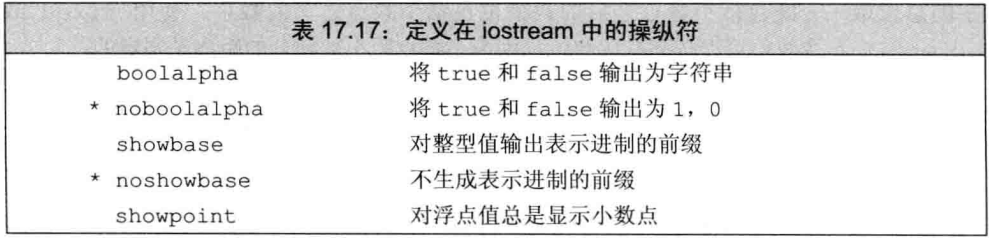 表 17.17：定义在 iostream 中的操纵符
boolalpha 将 true 和 false 输出为字符串
* noboolalpha 将 true 和 false 输出为 1，0
showbase 对整型值输出表示进制的前缀
* noshowbase 不生成表示进制的前缀
showpoint 对浮点值总是显示小数点